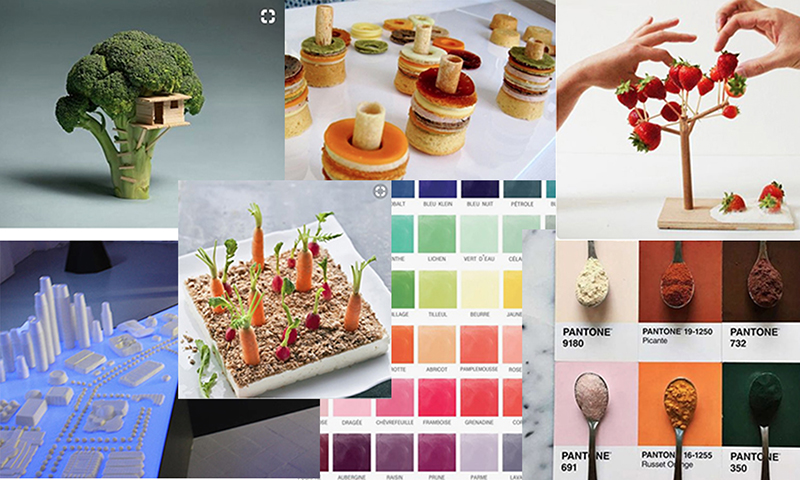 BALT BLEU KLEIN BLEU NUIT PÉTROLE
NTHE LICHEN VERT D'EAU CÉLA
ILLAGE TILLEUL BEURRE JAUNE
OTTE ABRICOT PAMPLEMOUSSE ROSE
DRAGÉE CHÈVREFEUILLE FRAMBOISE GRENADINE COR
AUBERGINE RAISIN PRUNE PARME LAVA
PANTONE® PANTONE® 19-1250 PANTONE®
9180 Picante 732
PANTONE 16-1255 PANTONE
691 Russet Orange 350